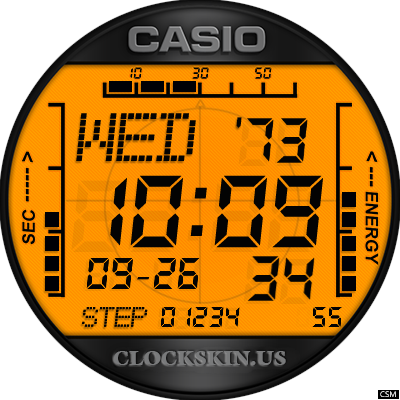 CASIO
10 30 50
WED '73
10:09
SEC ----- >
< --- ENERGY
09-26 34
STEP 01234 55
CLOCKSKIN.US
CSM